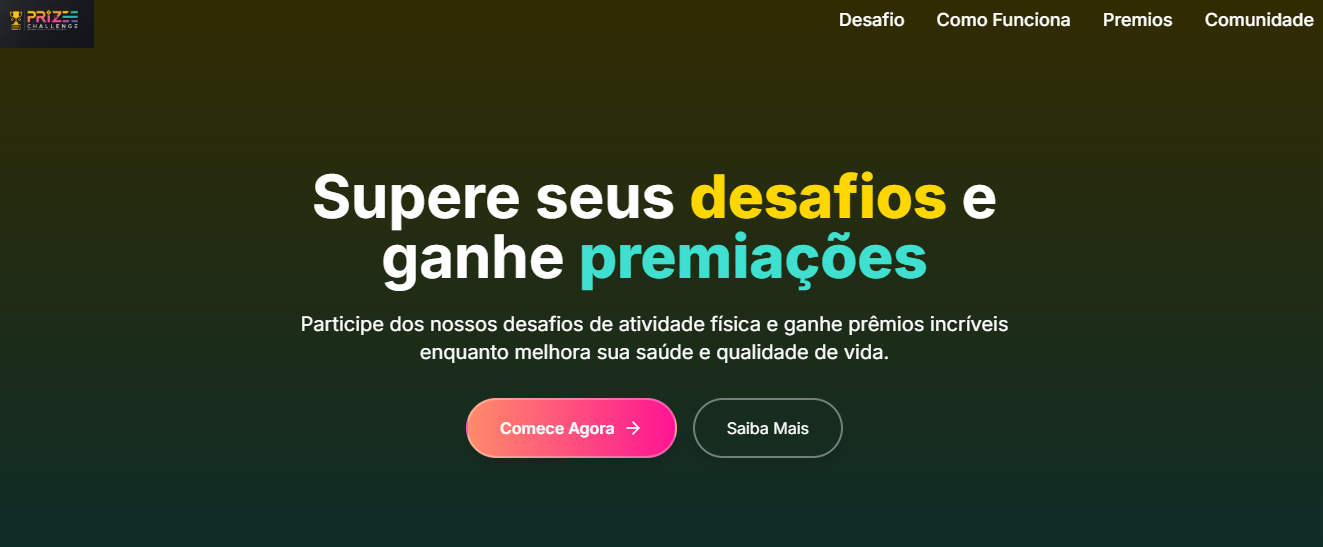 PRIZEE
CHALLENGE
Desafio Como Funciona Premios Comunidade
Supere seus desafios e
ganhe premiações
Participe dos nossos desafios de atividade física e ganhe prêmios incríveis
enquanto melhora sua saúde e qualidade de vida.
Comece Agora → Saiba Mais